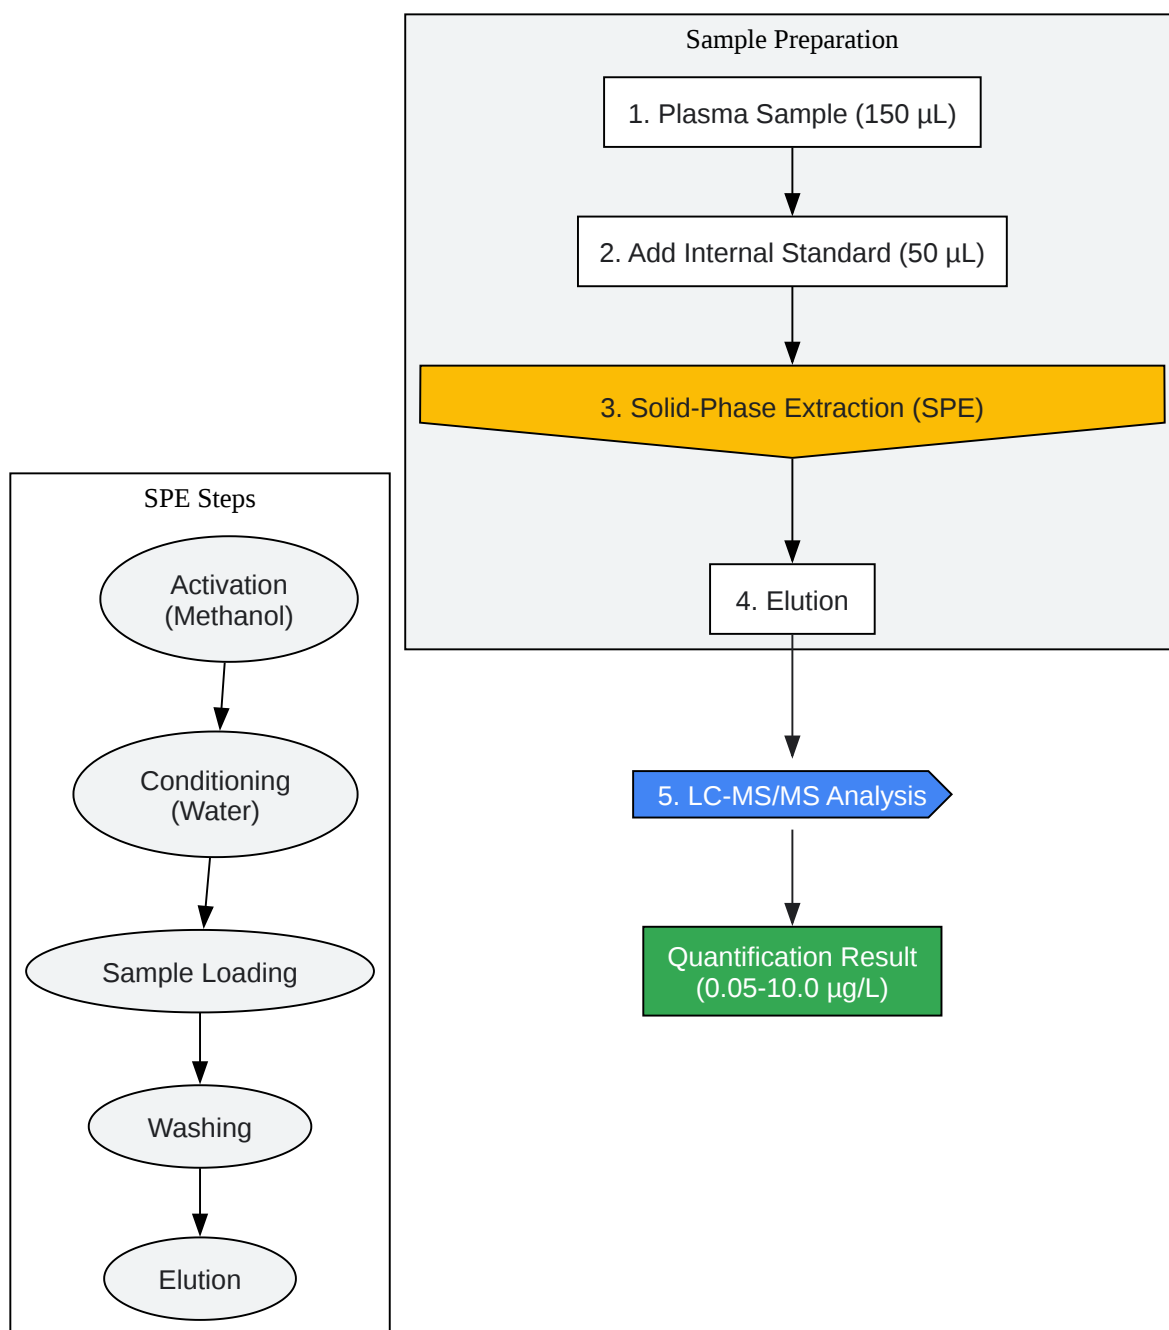 Sample Preparation
1. Plasma Sample (150 µL)
2. Add Internal Standard (50 µL)
3. Solid-Phase Extraction (SPE)
4. Elution
5. LC-MS/MS Analysis
Quantification Result
(0.05-10.0 µg/L)
SPE Steps
Activation
(Methanol)
Conditioning
(Water)
Sample Loading
Washing
Elution